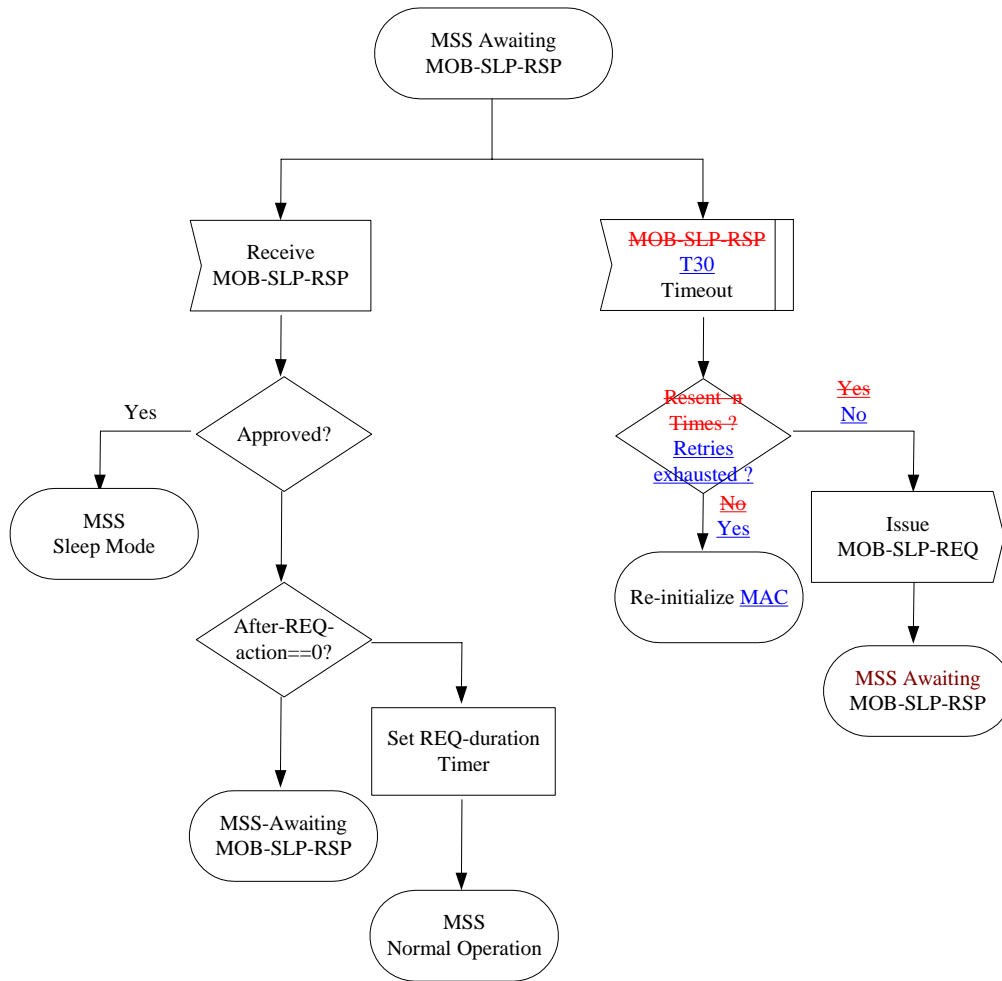 MSS Awaiting
MOB-SLP-RSP
Receive
MOB-SLP-RSP
MOB-SLP-RSP
T30
Timeout
Yes
Approved?
Resent n
Times ?
Retries
exhausted ?
Yes
No
No
Yes
MSS
Sleep Mode
Issue
MOB-SLP-REQ
Re-initialize MAC
After-REQ-
action==0?
MSS Awaiting
MOB-SLP-RSP
Set REQ-duration
Timer
MSS-Awaiting
MOB-SLP-RSP
MSS
Normal Operation